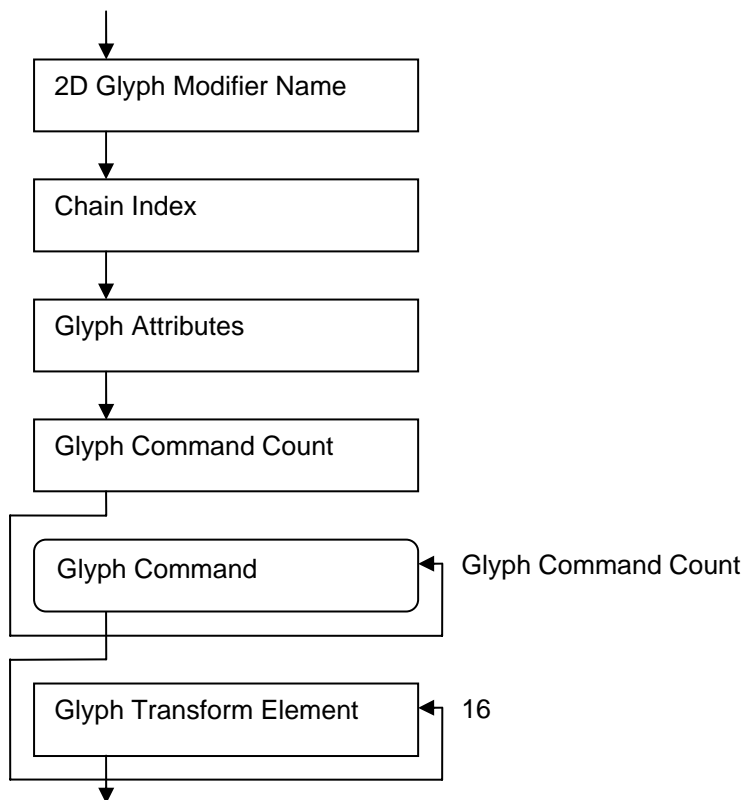 2D Glyph Modifier Name
Chain Index
Glyph Attributes
Glyph Command Count
Glyph Command
Glyph Command Count
Glyph Transform Element
16